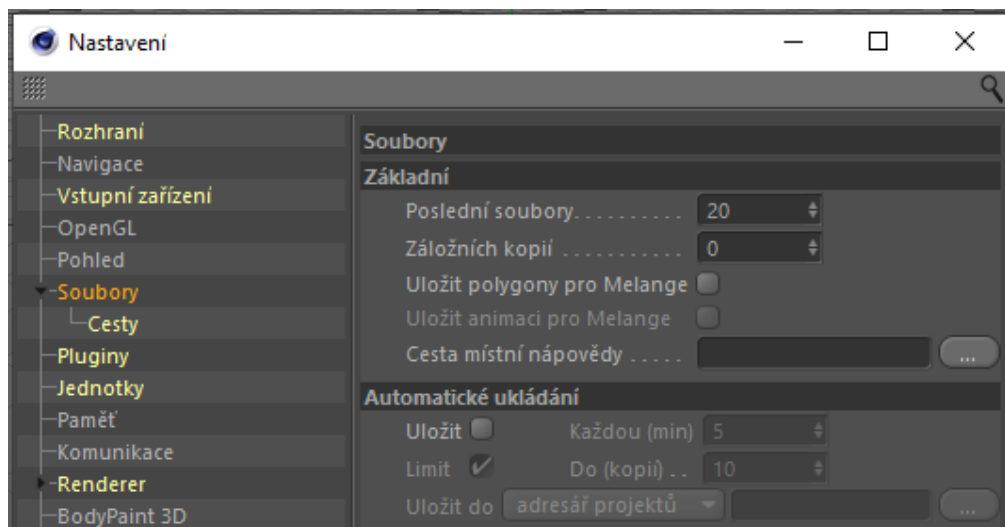 Nastavení
Rozhraní
Navigace
Vstupní zařízení
OpenGL
Pohled
Soubory
Cesty
Pluginy
Jednotky
Paměť
Komunikace
Renderer
BodyPaint 3D
Soubory
Základní
Poslední soubory. . . . . . . . . . 20
Záložních kopií . . . . . . . . . . . 0
Uložit polygony pro Melange
Uložit animaci pro Melange
Cesta místní nápovědy . . . . . ...
Automatické ukládání
Uložit Každou (min) 5
Limit Do (kopií) . . 10
Uložit do adresář projektů ...